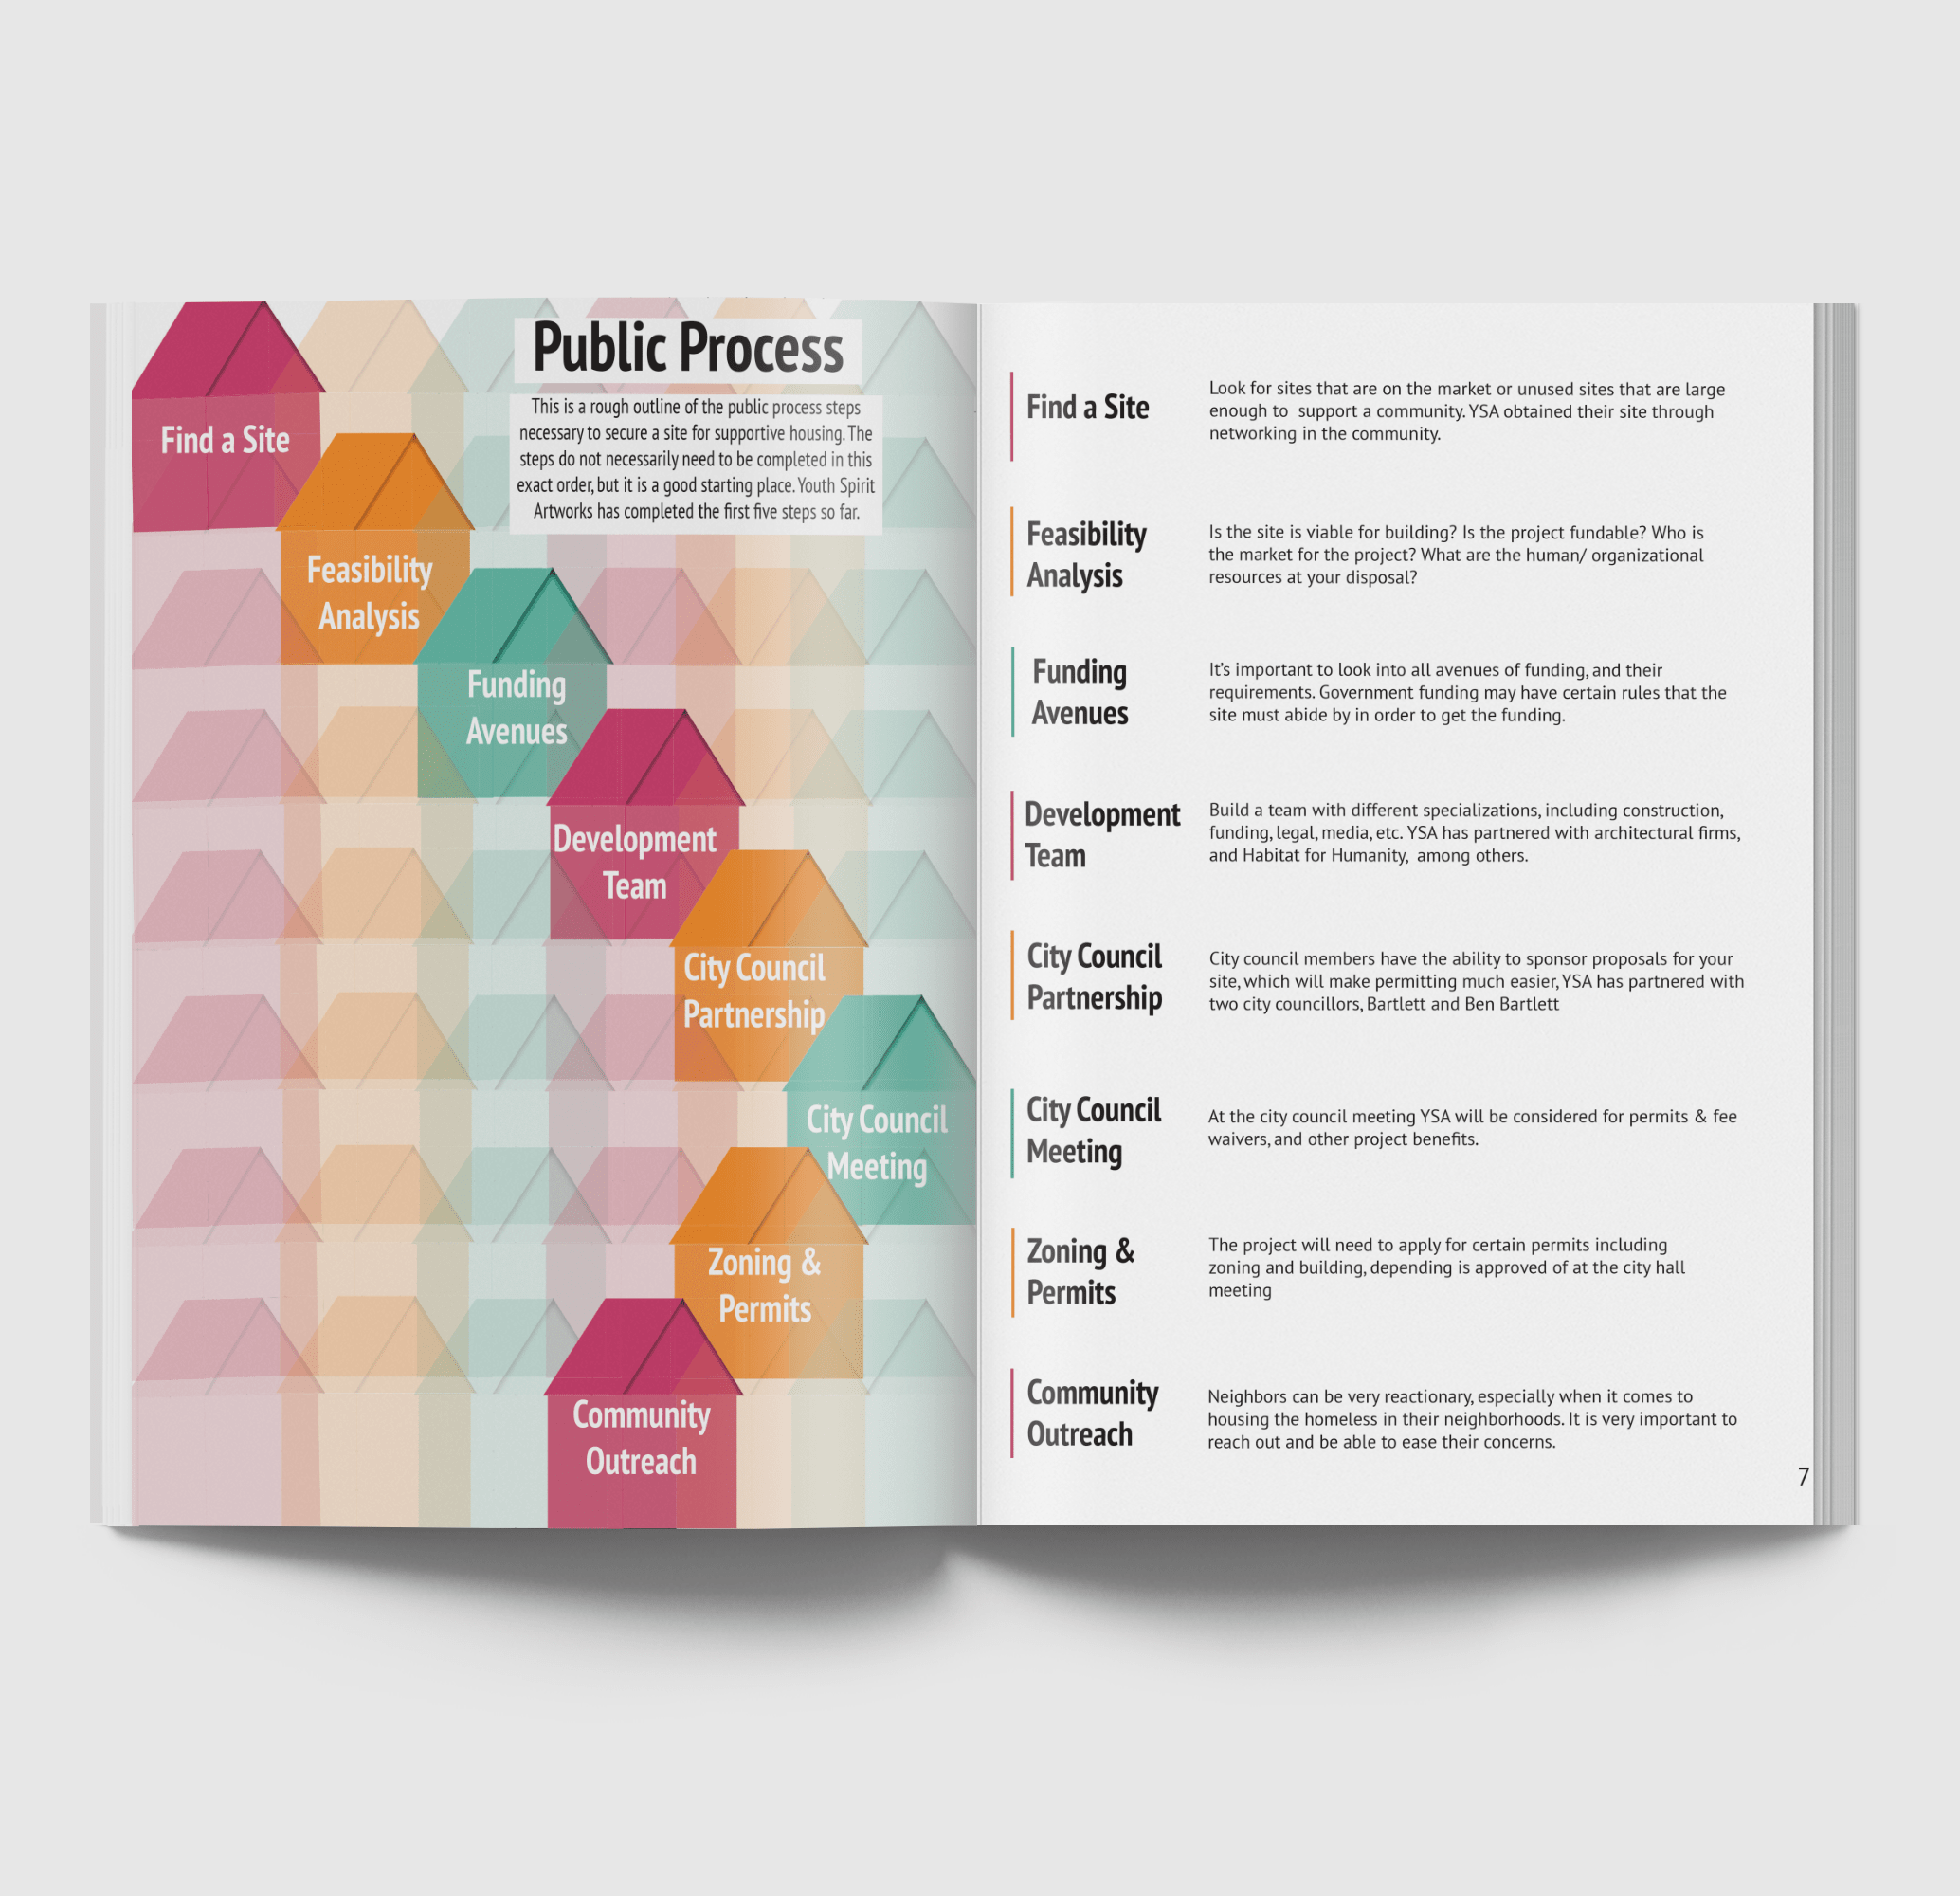 Public Process
This is a rough outline of the public process steps
necessary to secure a site for supportive housing. The
steps do not necessarily need to be completed in this
exact order, but it is a good starting place. Youth Spirit
Artworks has completed the first five steps so far.
Find a Site
Feasibility
Analysis
Funding
Avenues
Development
Team
City Council
Partnership
City Council
Meeting
Zoning &
Permits
Community
Outreach
Find a Site
Look for sites that are on the market or unused sites that are large
enough to  support a community. YSA obtained their site through
networking in the community.
Feasibility
Analysis
Is the site is viable for building? Is the project fundable? Who is
the market for the project? What are the human/ organizational
resources at your disposal?
Funding
Avenues
It's important to look into all avenues of funding, and their
requirements. Government funding may have certain rules that the
site must abide by in order to get the funding.
Development
Team
Build a team with different specializations, including construction,
funding, legal, media, etc. YSA has partnered with architectural firms,
and Habitat for Humanity,  among others.
City Council
Partnership
City council members have the ability to sponsor proposals for your
site, which will make permitting much easier, YSA has partnered with
two city councillors, Bartlett and Ben Bartlett
City Council
Meeting
At the city council meeting YSA will be considered for permits & fee
waivers, and other project benefits.
Zoning &
Permits
The project will need to apply for certain permits including
zoning and building, depending is approved of at the city hall
meeting
Community
Outreach
Neighbors can be very reactionary, especially when it comes to
housing the homeless in their neighborhoods. It is very important to
reach out and be able to ease their concerns.
7